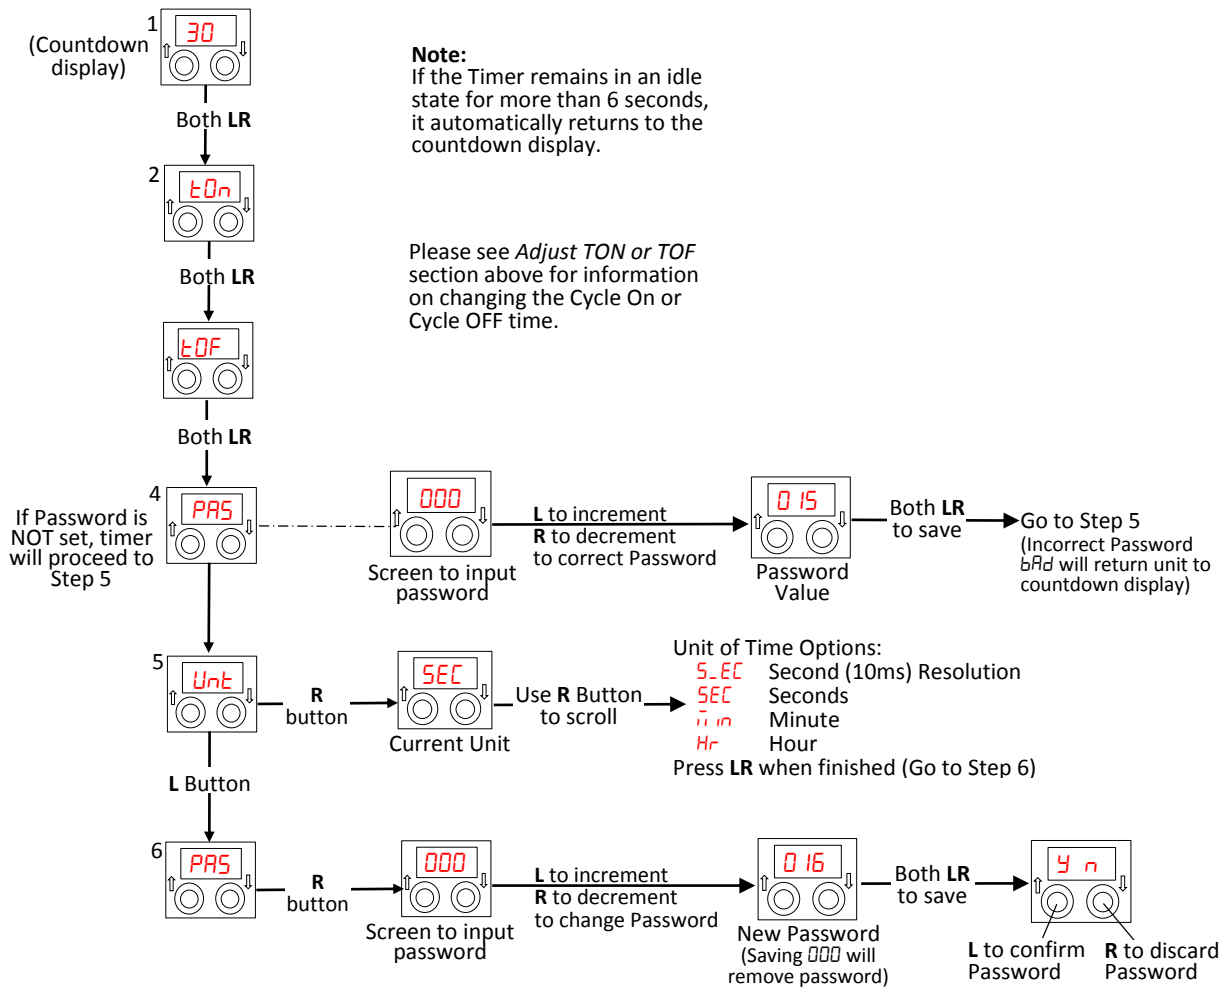 1
(Countdown
display)
30
Note:
If the Timer remains in an idle
state for more than 6 seconds,
it automatically returns to the
countdown display.
Both LR
2
tOn
Both LR
Please see Adjust TON or TOF
section above for information
on changing the Cycle On or
Cycle OFF time.
tOF
Both LR
4
PAS
If Password is
NOT set, timer
will proceed to
Step 5
000
Screen to input
password
L to increment
R to decrement
to correct Password
015
Password
Value
Both LR
to save
Go to Step 5
(Incorrect Password
bAd will return unit to
countdown display)
5
Unt
R
button
SEC
Current Unit
Use R Button
to scroll
Unit of Time Options:
S_EC Second (10ms) Resolution
SEC Seconds
Min Minute
Hr Hour
Press LR when finished (Go to Step 6)
L Button
6
PAS
R
button
000
Screen to input
password
L to increment
R to decrement
to change Password
016
New Password
(Saving 000 will
remove password)
Both LR
to save
y n
L to confirm
Password
R to discard
Password